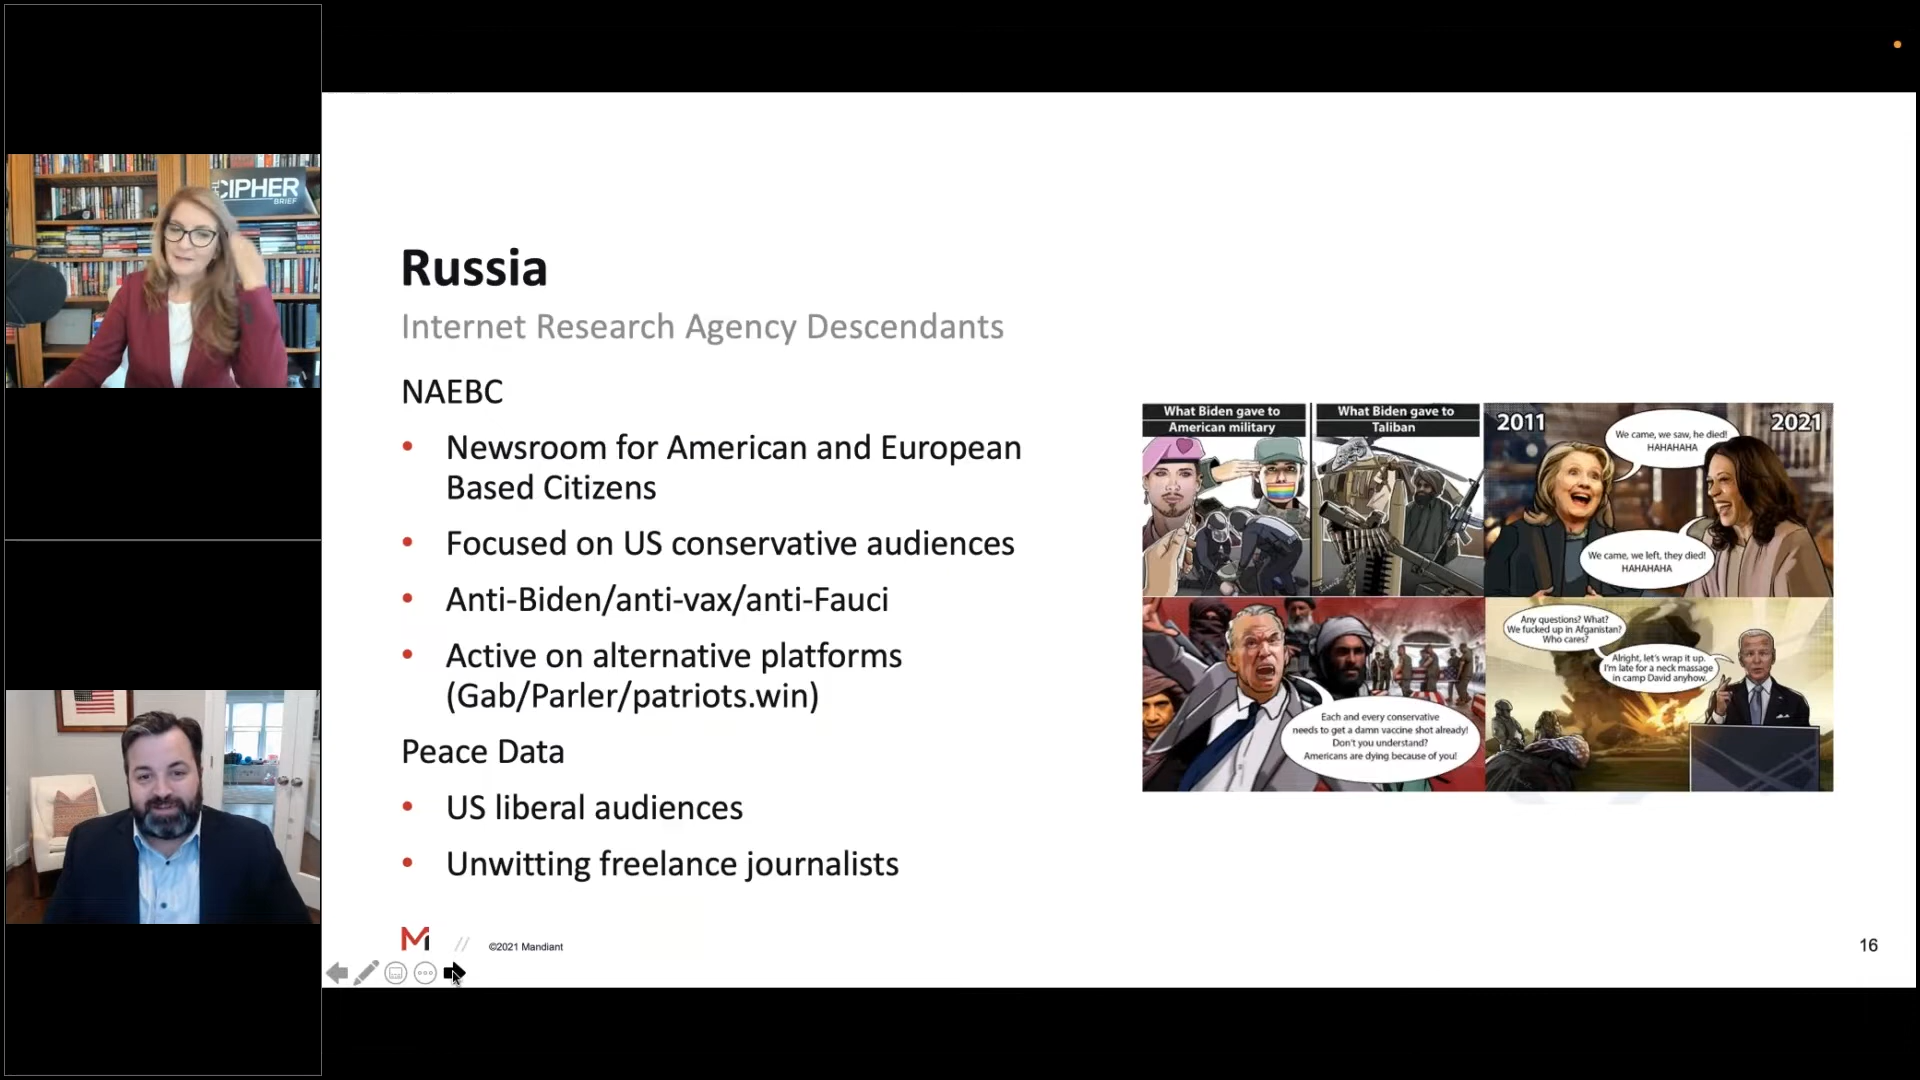 THE
CIPHER
BRIEF
Russia
Internet Research Agency Descendants
NAEBC
• Newsroom for American and European
Based Citizens
• Focused on US conservative audiences
• Anti-Biden/anti-vax/anti-Fauci
• Active on alternative platforms
(Gab/Parler/patriots.win)
Peace Data
• US liberal audiences
• Unwitting freelance journalists
What Biden gave to
American military
What Biden gave to
Taliban
2011
We came, we saw, he died!
HAHAHAHA
2021
We came, we left, they died!
HAHAHAHA
Each and every conservative
needs to get a damn vaccine shot already!
Don't you understand?
Americans are dying because of you!
Any questions? What?
We fucked up in Afganistan?
Who cares?
Alright, let's wrap it up.
I'm late for a neck massage
in camp David anyhow.
M // ©2021 Mandiant
16